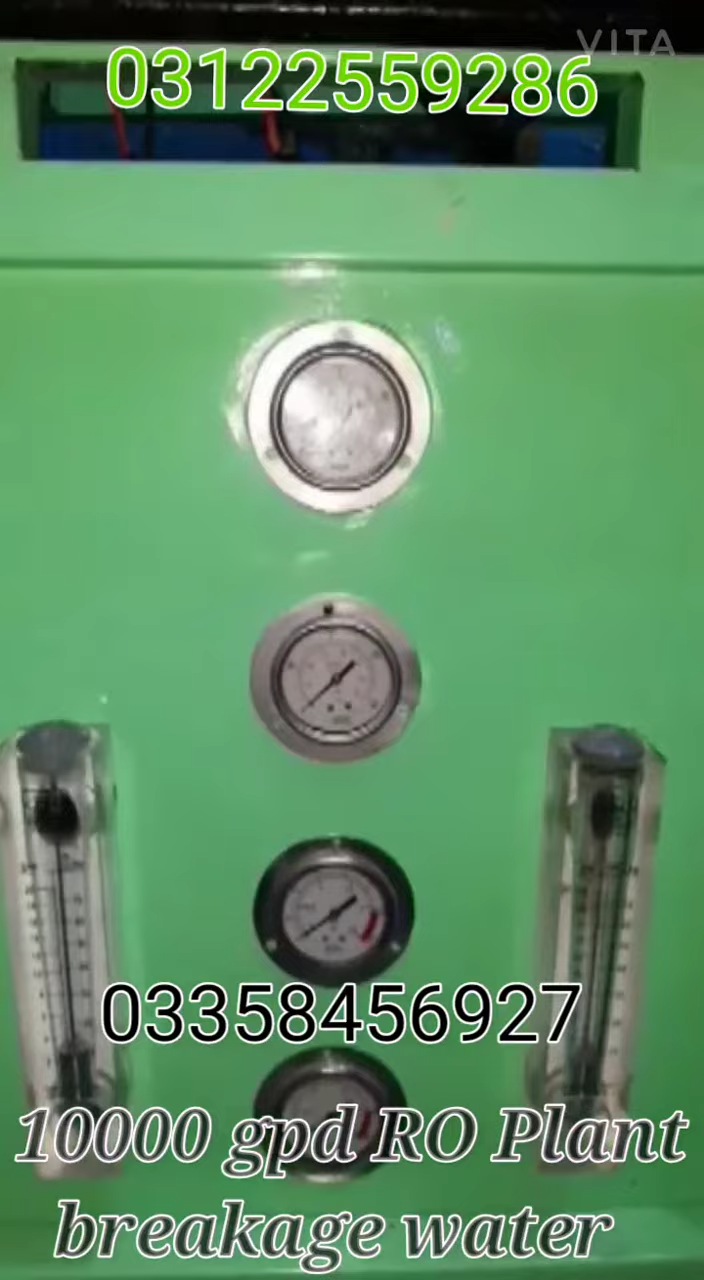 VITA
03122559286
03358456927
10000 gpd RO Plant
breakage water